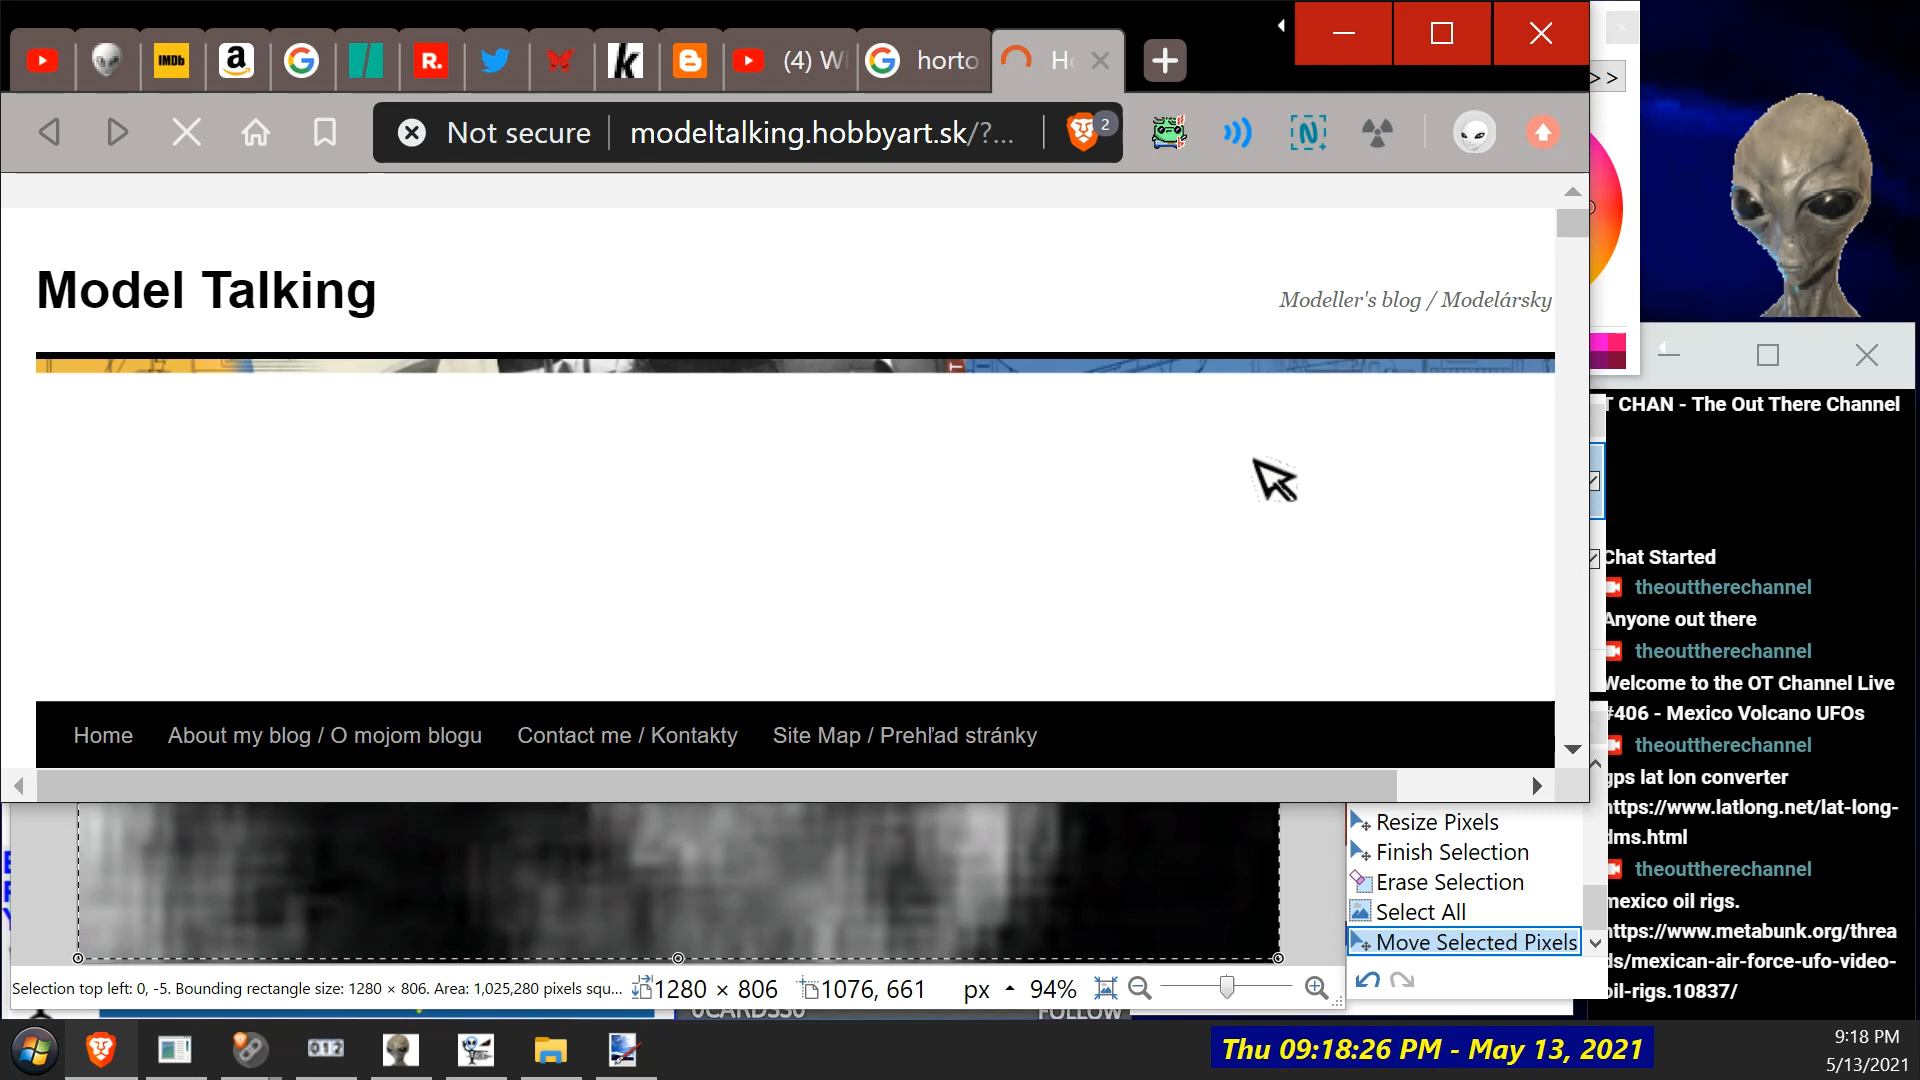 IMDb
a
R.
k
(4) W
horto
H
>>
Not secure
modeltalking.hobbyart.sk/?...
2
N
Model Talking
Modeller's blog / Modelársky
Home
About my blog / O mojom blogu
Contact me / Kontakty
Site Map / Prehľad stránky
T CHAN - The Out There Channel
Chat Started
theouttherechannel
Anyone out there
theouttherechannel
Welcome to the OT Channel Live
#406 - Mexico Volcano UFOs
theouttherechannel
gps lat lon converter
https://www.latlong.net/lat-long-
dms.html
theouttherechannel
mexico oil rigs.
https://www.metabunk.org/threa
ds/mexican-air-force-ufo-video-
oil-rigs.10837/
Resize Pixels
Finish Selection
Erase Selection
Select All
Move Selected Pixels
Selection top left: 0, -5. Bounding rectangle size: 1280 × 806. Area: 1,025,280 pixels squ...
1280 × 806
1076, 661
px
94%
FOLLOW
012
Thu 09:18:26 PM - May 13, 2021
9:18 PM
5/13/2021